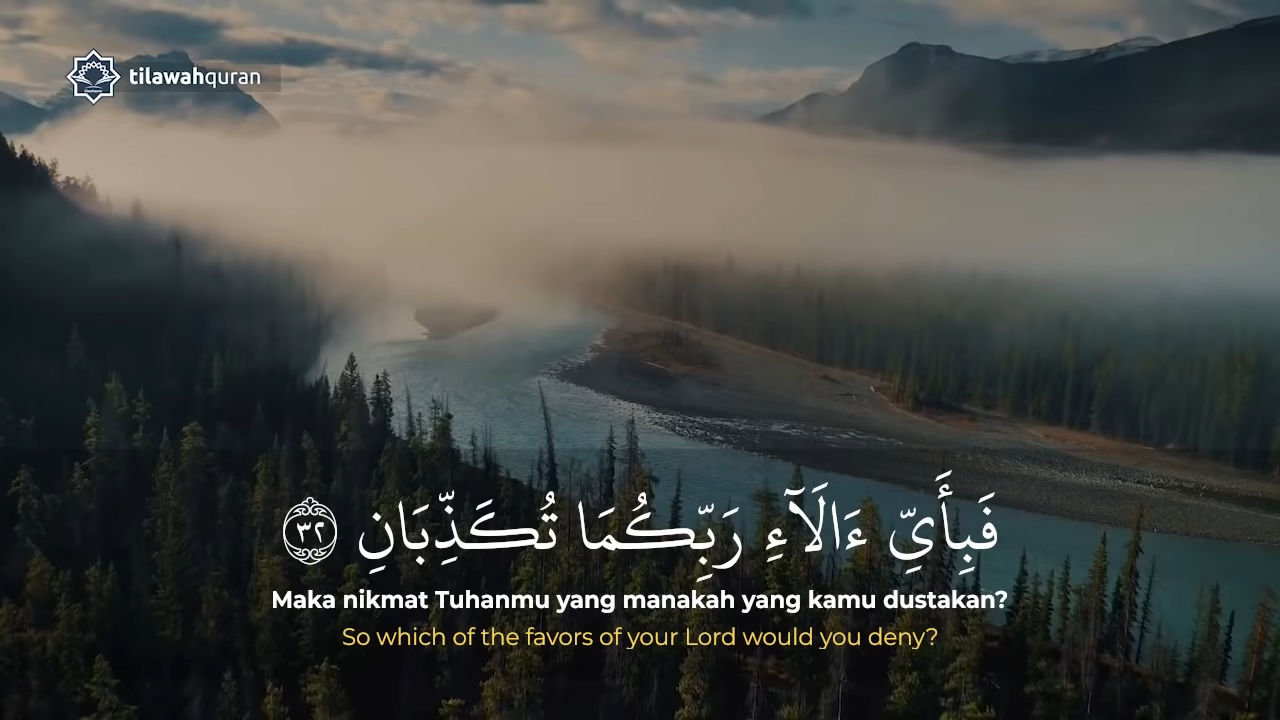 tilawahquran
فَبِأَيِّ ءَالَآءِ رَبِّكُمَا تُكَذِّبَانِ ٣٢
Maka nikmat Tuhanmu yang manakah yang kamu dustakan?
So which of the favors of your Lord would you deny?